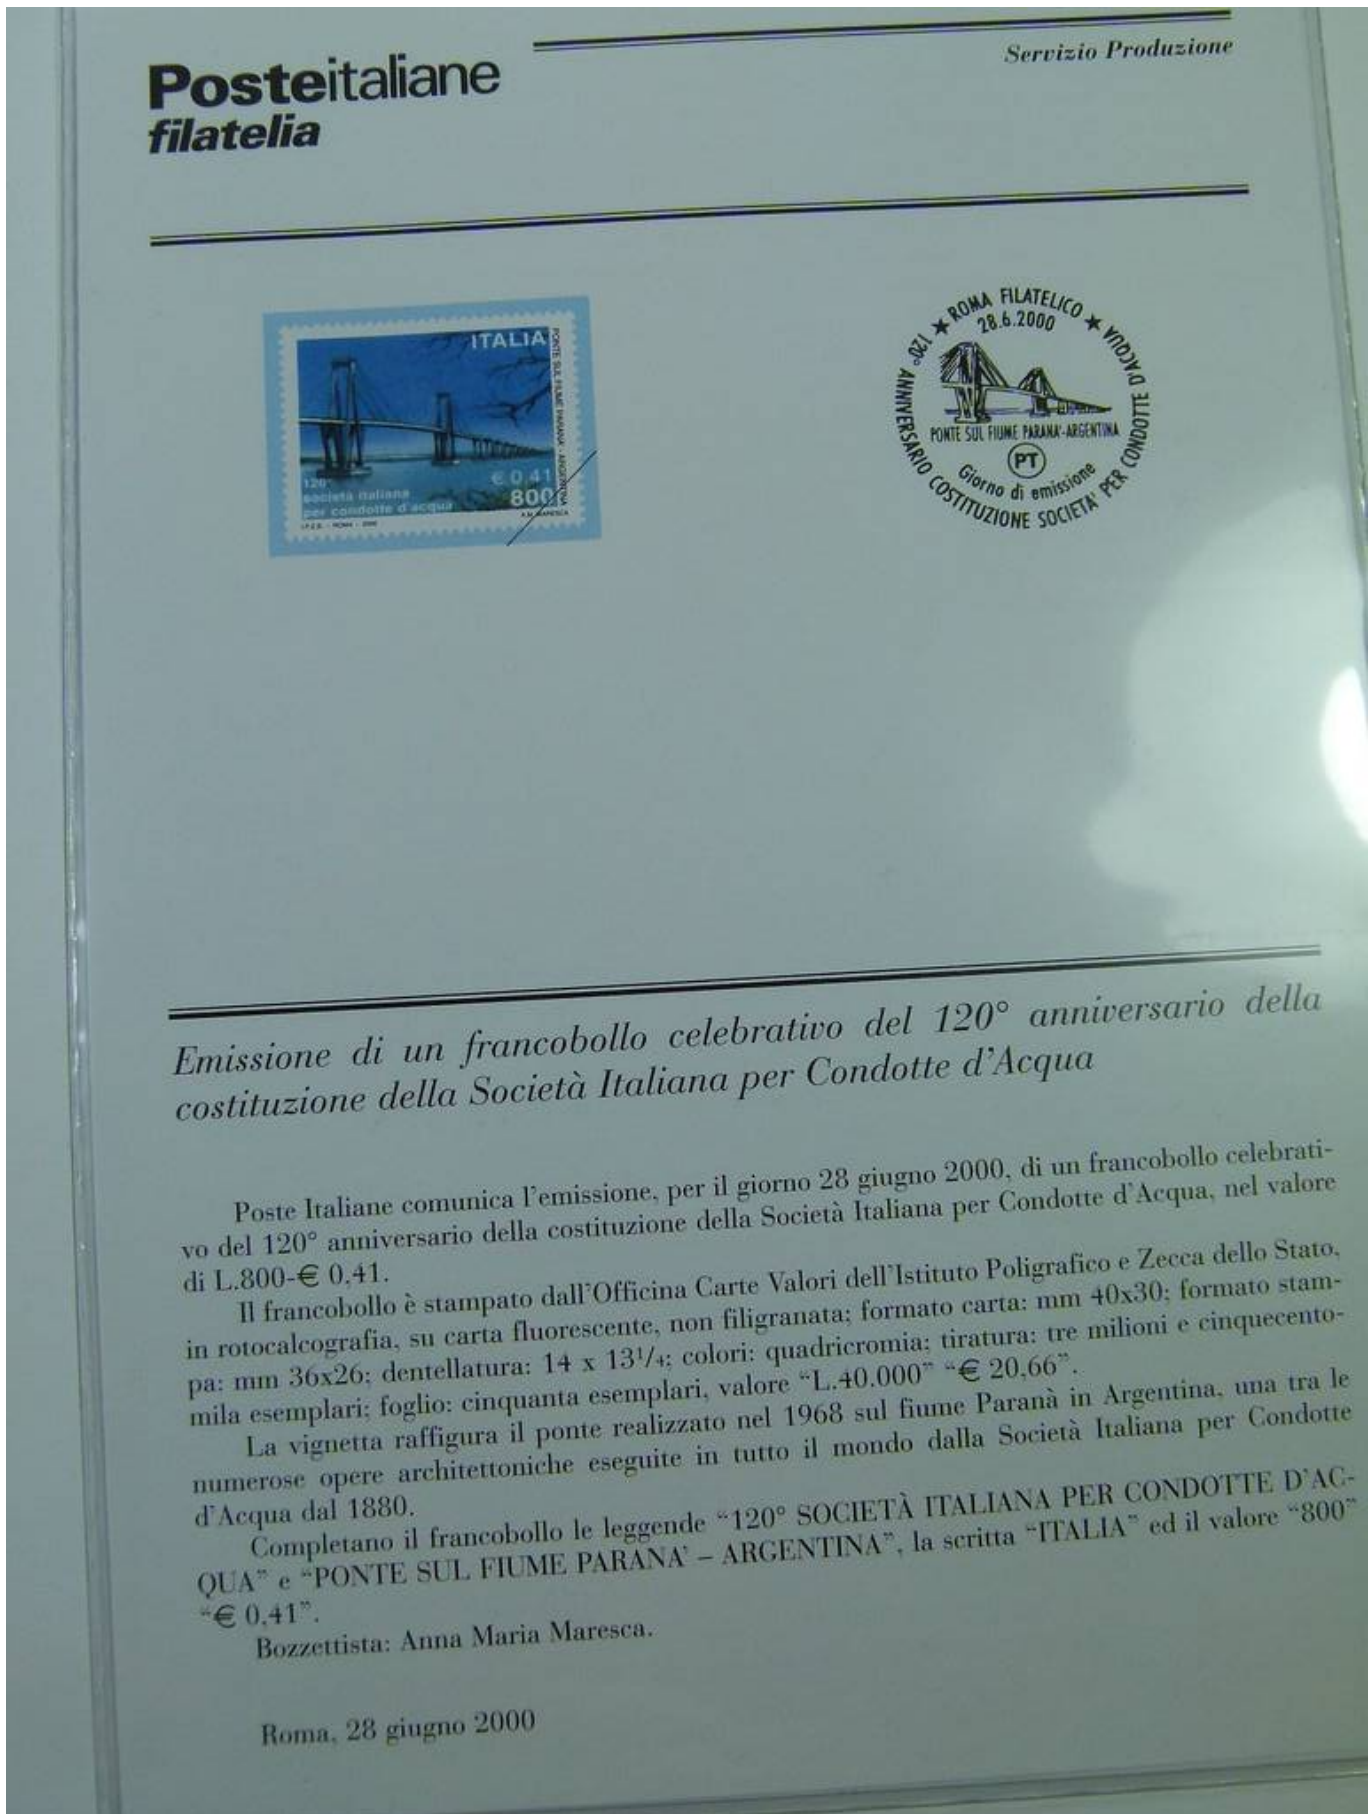 Posteitaliane
filatelia
Servizio Produzione
ITALIA
PONTE SUL FIUME PARANA' - ARGENTINA
€ 0,41
800
120°
società italiana
per condotte d'acqua
I.P.Z.S. - ROMA - 2000
A.M. MARESCA
★ ROMA FILATELICO ★
28.6.2000
120° ANNIVERSARIO COSTITUZIONE SOCIETA' PER CONDOTTE D'ACQUA
PONTE SUL FIUME PARANA'-ARGENTINA
PT
Giorno di emissione
Emissione di un francobollo celebrativo del 120° anniversario della
costituzione della Società Italiana per Condotte d'Acqua
Poste Italiane comunica l'emissione, per il giorno 28 giugno 2000, di un francobollo celebrati-
vo del 120° anniversario della costituzione della Società Italiana per Condotte d'Acqua, nel valore
di L.800-€ 0,41.
Il francobollo è stampato dall'Officina Carte Valori dell'Istituto Poligrafico e Zecca dello Stato,
in rotocalcografia, su carta fluorescente, non filigranata; formato carta: mm 40x30; formato stam-
pa: mm 36x26; dentellatura: 14 x 13¹/₄; colori: quadricromia; tiratura: tre milioni e cinquecento-
mila esemplari; foglio: cinquanta esemplari, valore “L.40.000” “€ 20,66”.
La vignetta raffigura il ponte realizzato nel 1968 sul fiume Paranà in Argentina, una tra le
numerose opere architettoniche eseguite in tutto il mondo dalla Società Italiana per Condotte
d'Acqua dal 1880.
Completano il francobollo le leggende “120° SOCIETÀ ITALIANA PER CONDOTTE D'AC-
QUA” e “PONTE SUL FIUME PARANA' – ARGENTINA”, la scritta “ITALIA” ed il valore “800”
“€ 0,41”.
Bozzettista: Anna Maria Maresca.
Roma, 28 giugno 2000